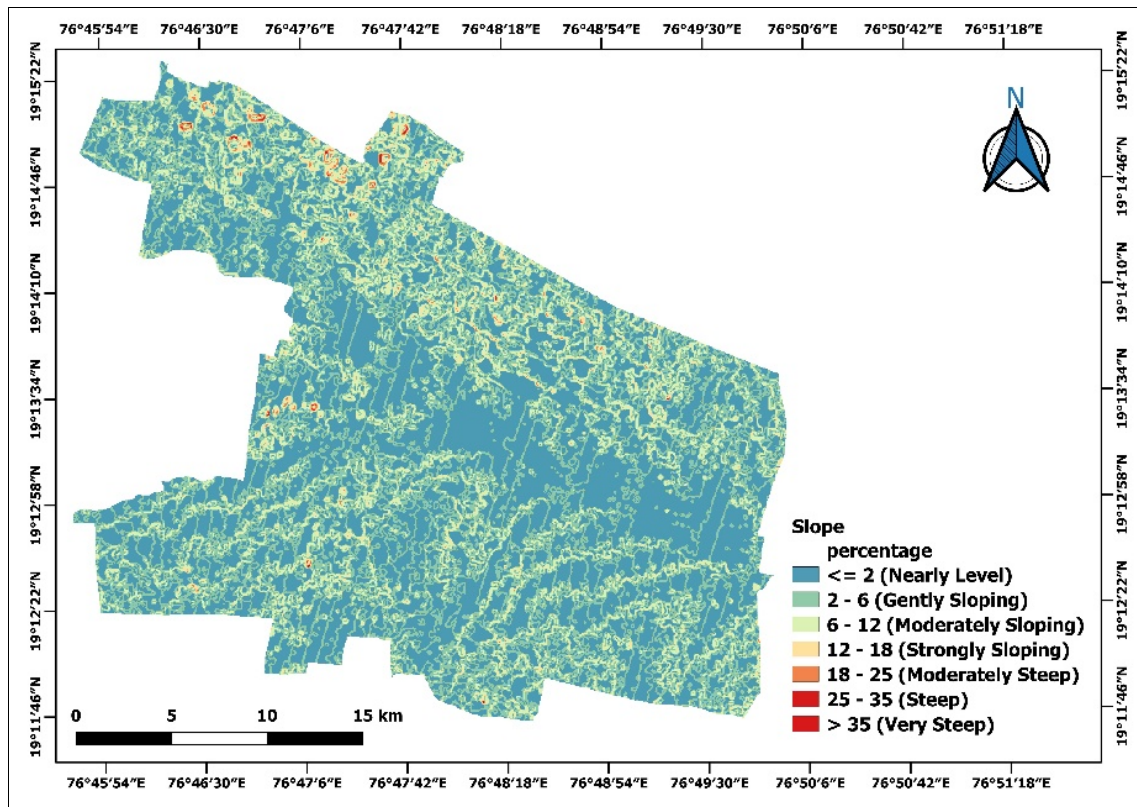 76°45′54″E 76°46′30″E 76°47′6″E 76°47′42″E 76°48′18″E 76°48′54″E 76°49′30″E 76°50′6″E 76°50′42″E 76°51′18″E
19°15′22″N 19°15′22″N
N
19°14′46″N 19°14′46″N
19°14′10″N 19°14′10″N
19°13′34″N 19°13′34″N
19°12′58″N 19°12′58″N
Slope
percentage
<= 2 (Nearly Level)
2 - 6 (Gently Sloping)
19°12′22″N 19°12′22″N
6 - 12 (Moderately Sloping)
12 - 18 (Strongly Sloping)
18 - 25 (Moderately Steep)
25 - 35 (Steep)
> 35 (Very Steep)
19°11′46″N 19°11′46″N
0 5 10 15 km
76°45′54″E 76°46′30″E 76°47′6″E 76°47′42″E 76°48′18″E 76°48′54″E 76°49′30″E 76°50′6″E 76°50′42″E 76°51′18″E